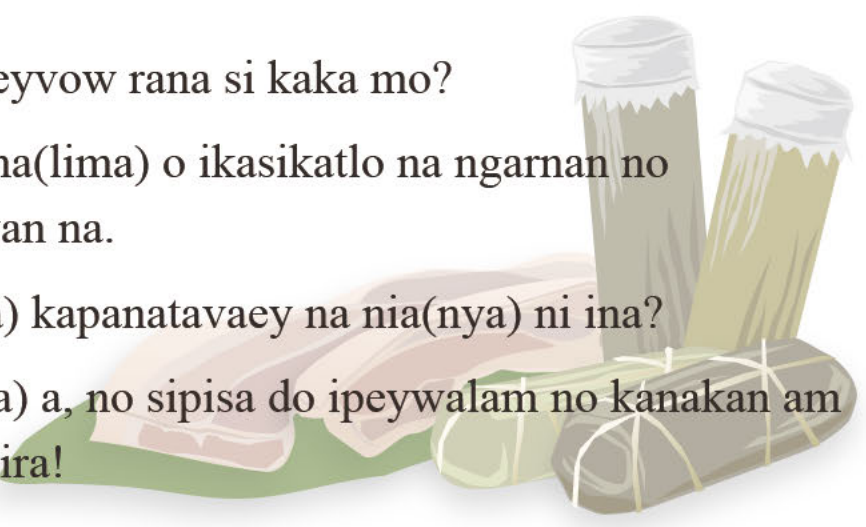 eyvow rana si kaka mo?
na(lima) o ikasikatlo na ngarnan no
an na.
) kapanatavaey na nia(nya) ni ina?
a) a, no sipisa do ipeywalam no kanakan am
ira!